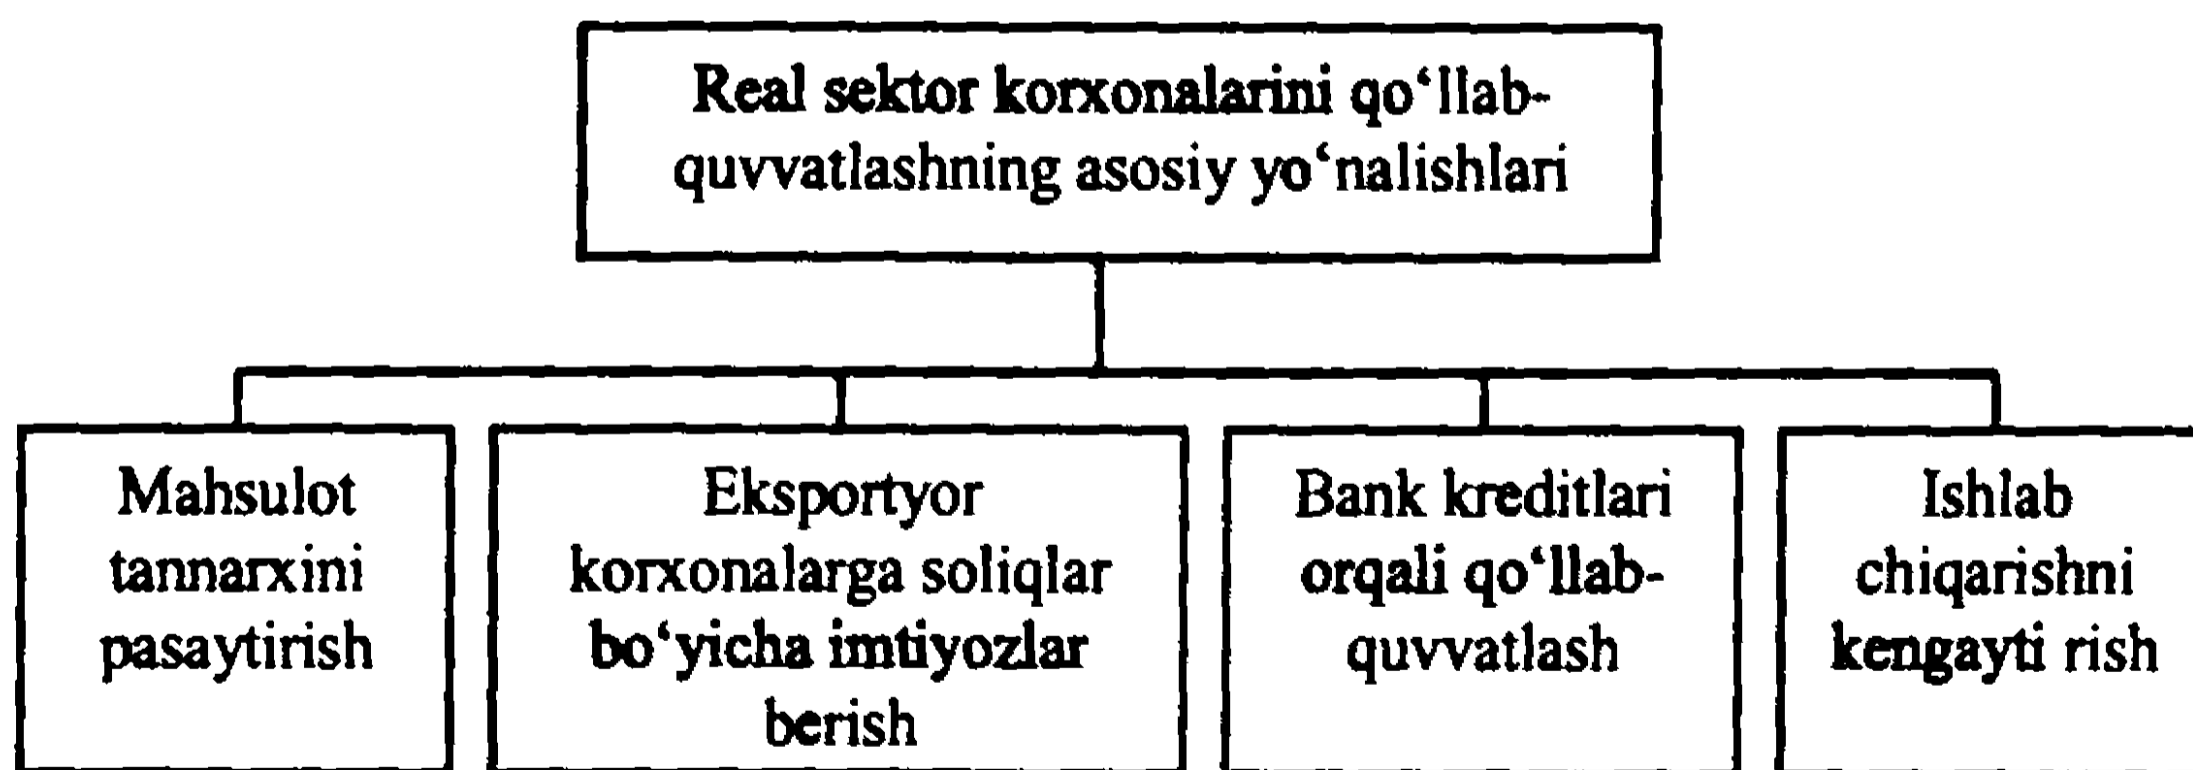 Real sektor korxonalarini qo‘llab-
quvvatlashning asosiy yo‘nalishlari
Mahsulot
tannarxini
pasaytirish
Eksportyor
korxonalarga soliqlar
bo‘yicha imtiyozlar
berish
Bank kreditlari
orqali qo‘llab-
quvvatlash
Ishlab
chiqarishni
kengayti rish